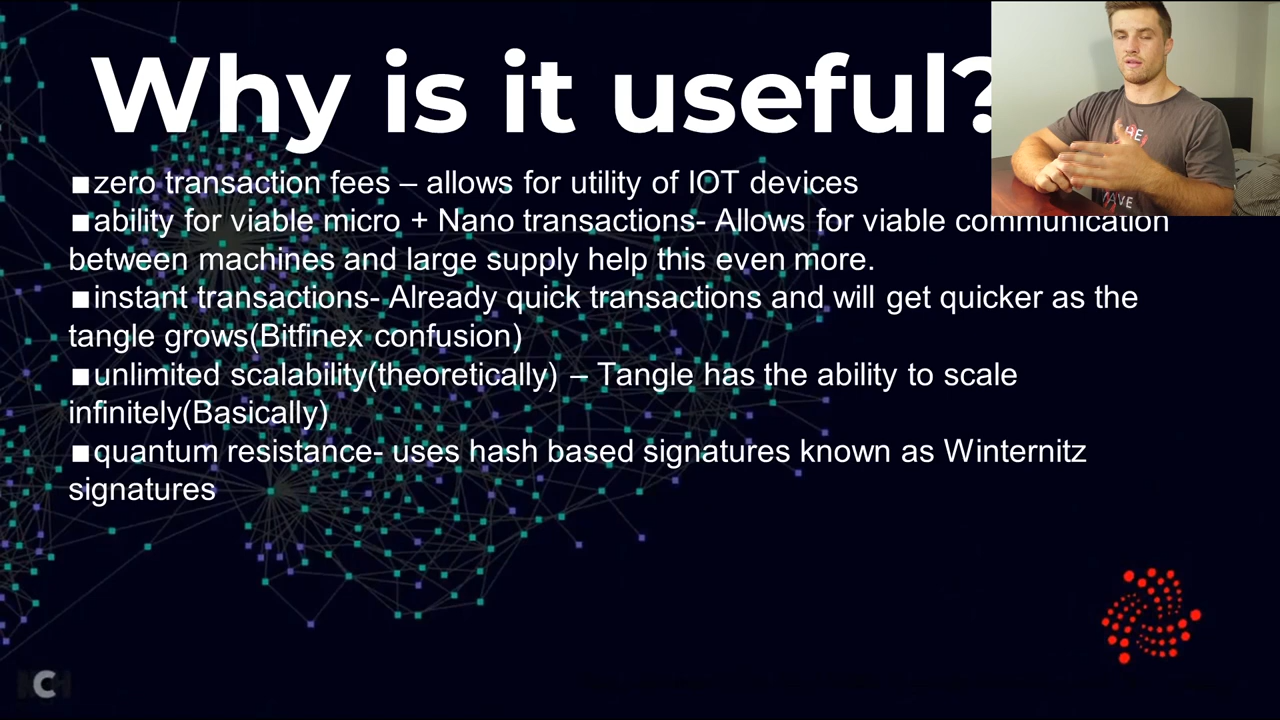 Why is it useful?
■zero transaction fees – allows for utility of IOT devices
■ability for viable micro + Nano transactions- Allows for viable communication
between machines and large supply help this even more.
■instant transactions- Already quick transactions and will get quicker as the
tangle grows(Bitfinex confusion)
■unlimited scalability(theoretically) – Tangle has the ability to scale
infinitely(Basically)
■quantum resistance- uses hash based signatures known as Winternitz
signatures